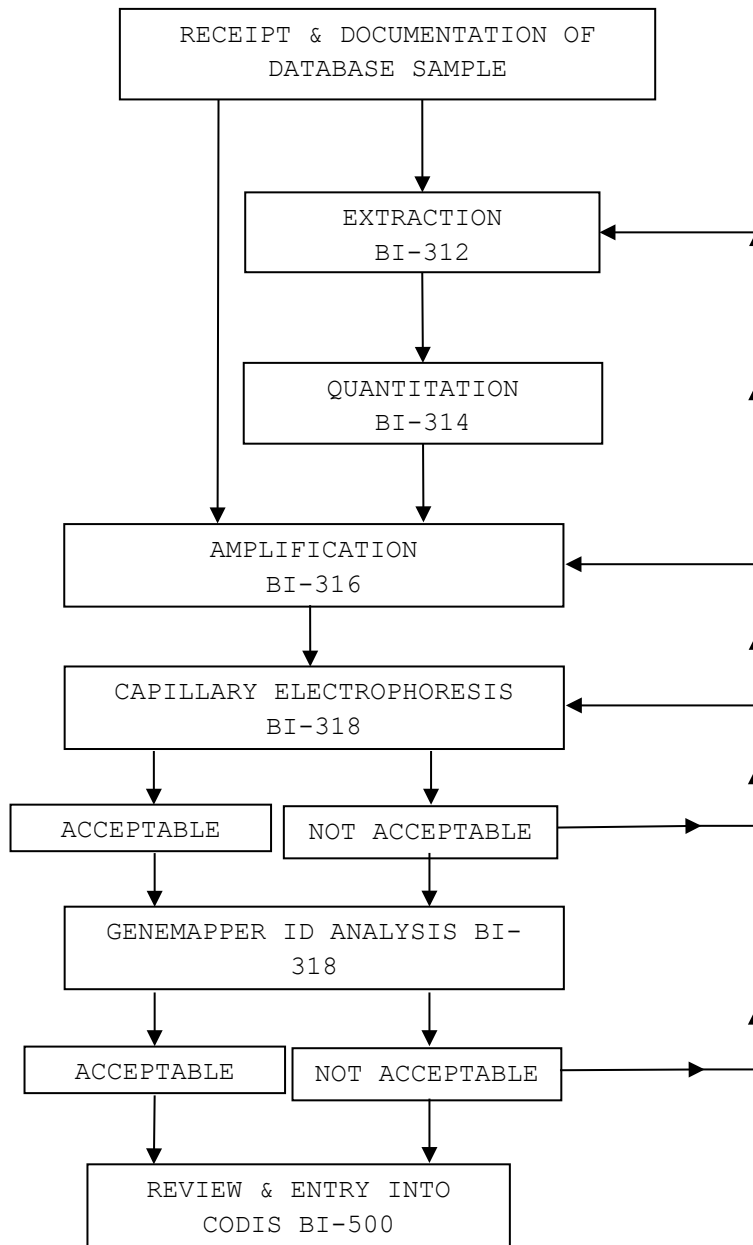 RECEIPT & DOCUMENTATION OF
DATABASE SAMPLE
EXTRACTION
BI-312
QUANTITATION
BI-314
AMPLIFICATION
BI-316
CAPILLARY ELECTROPHORESIS
BI-318
ACCEPTABLE
NOT ACCEPTABLE
GENEMAPPER ID ANALYSIS BI-
318
ACCEPTABLE
NOT ACCEPTABLE
REVIEW & ENTRY INTO
CODIS BI-500